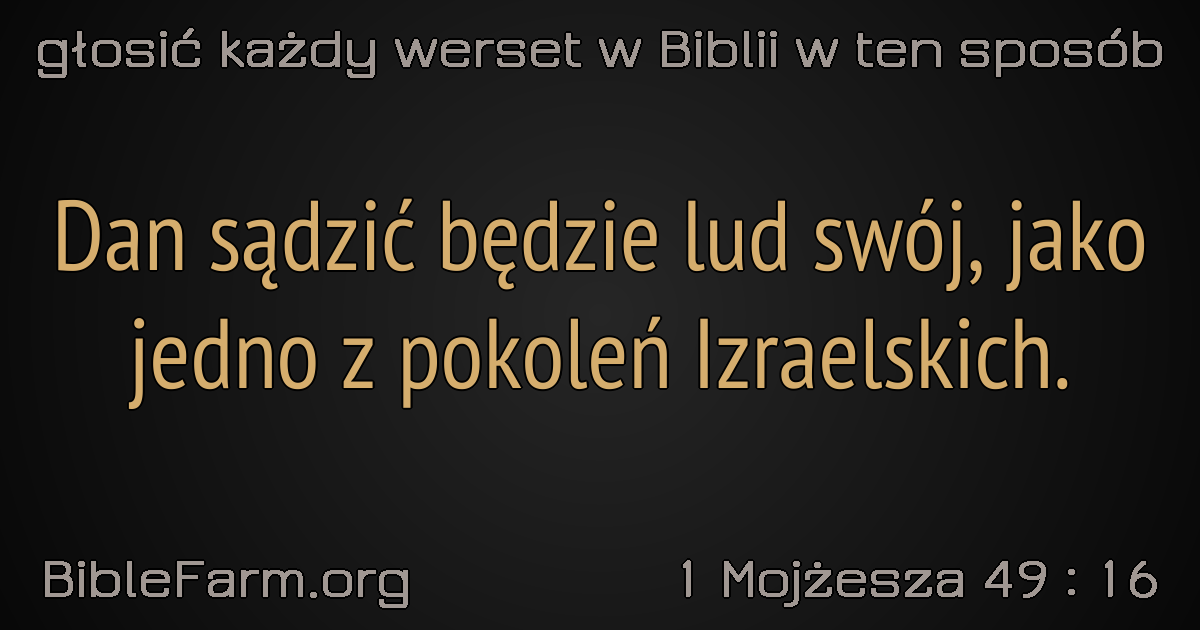 głosić każdy werset w Biblii w ten sposób
Dan sądzić będzie lud swój, jako
jedno z pokoleń Izraelskich.
BibleFarm.org
1 Mojżesza 49 : 16